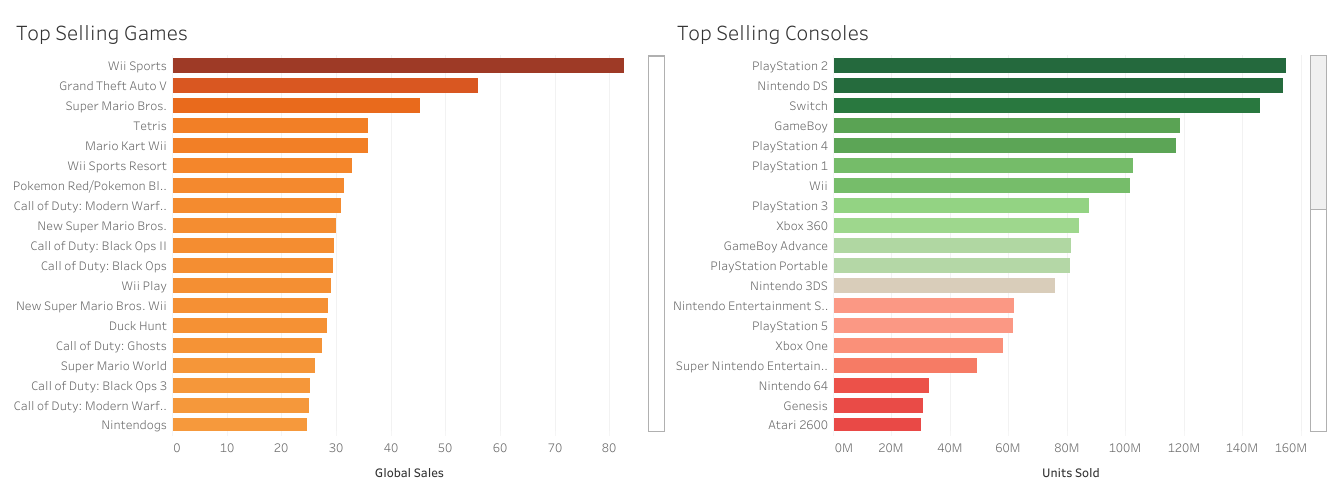 Top Selling Games
Wii Sports
Grand Theft Auto V
Super Mario Bros.
Tetris
Mario Kart Wii
Wii Sports Resort
Pokemon Red/Pokemon Bl..
Call of Duty: Modern Warf..
New Super Mario Bros.
Call of Duty: Black Ops II
Call of Duty: Black Ops
Wii Play
New Super Mario Bros. Wii
Duck Hunt
Call of Duty: Ghosts
Super Mario World
Call of Duty: Black Ops 3
Call of Duty: Modern Warf..
Nintendogs
0 10 20 30 40 50 60 70 80
Global Sales
Top Selling Consoles
PlayStation 2
Nintendo DS
Switch
GameBoy
PlayStation 4
PlayStation 1
Wii
PlayStation 3
Xbox 360
GameBoy Advance
PlayStation Portable
Nintendo 3DS
Nintendo Entertainment S..
PlayStation 5
Xbox One
Super Nintendo Entertain..
Nintendo 64
Genesis
Atari 2600
0M 20M 40M 60M 80M 100M 120M 140M 160M
Units Sold